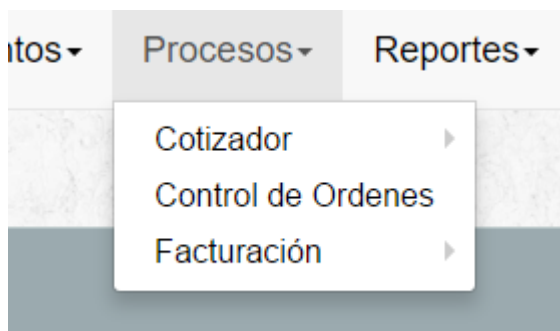 Procesos Reportes
Cotizador
Control de Ordenes
Facturación